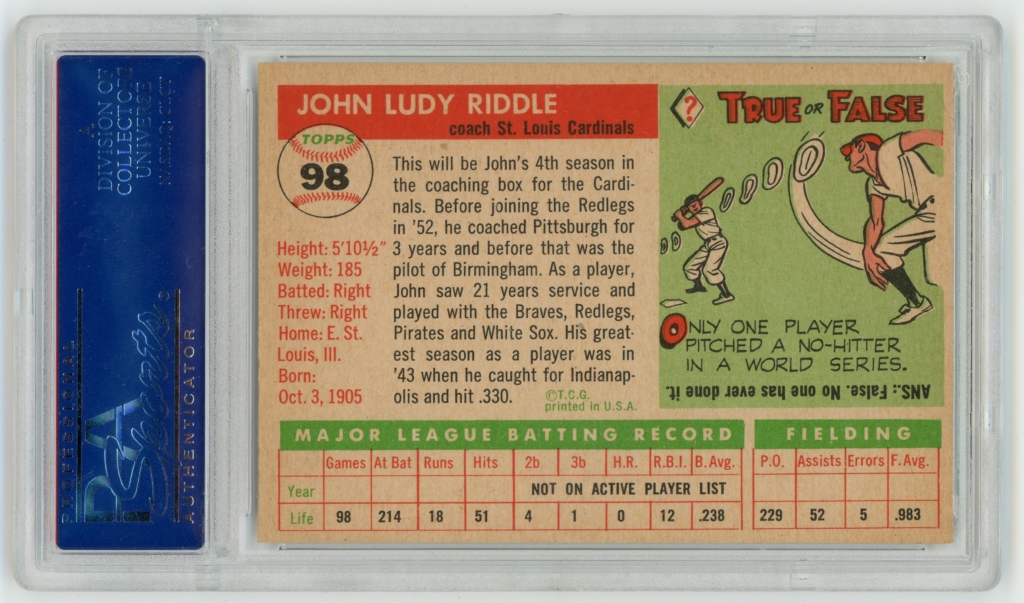 A
DIVISION OF
COLLECTORS
UNIVERSE
NASDAQ: CLCT
PROFESSIONAL
PSA
Sports
AUTHENTICATOR
JOHN LUDY RIDDLE
coach St. Louis Cardinals
TOPPS
98
Height: 5'10½"
Weight: 185
Batted: Right
Threw: Right
Home: E. St.
Louis, Ill.
Born:
Oct. 3, 1905
This will be John's 4th season in
the coaching box for the Cardi-
nals. Before joining the Redlegs
in '52, he coached Pittsburgh for
3 years and before that was the
pilot of Birmingham. As a player,
John saw 21 years service and
played with the Braves, Redlegs,
Pirates and White Sox. His great-
est season as a player was in
'43 when he caught for Indianap-
olis and hit .330.
©T.C.G.
printed in U.S.A.
? TRUE OR FALSE
ONLY ONE PLAYER
PITCHED A NO-HITTER
IN A WORLD SERIES.
ANS.: False. No one has ever done it.
MAJOR LEAGUE BATTING RECORD
Games At Bat Runs Hits 2b 3b H.R. R.B.I. B. Avg.
Year NOT ON ACTIVE PLAYER LIST
Life 98 214 18 51 4 1 0 12 .238
FIELDING
P.O. Assists Errors F. Avg.
229 52 5 .983